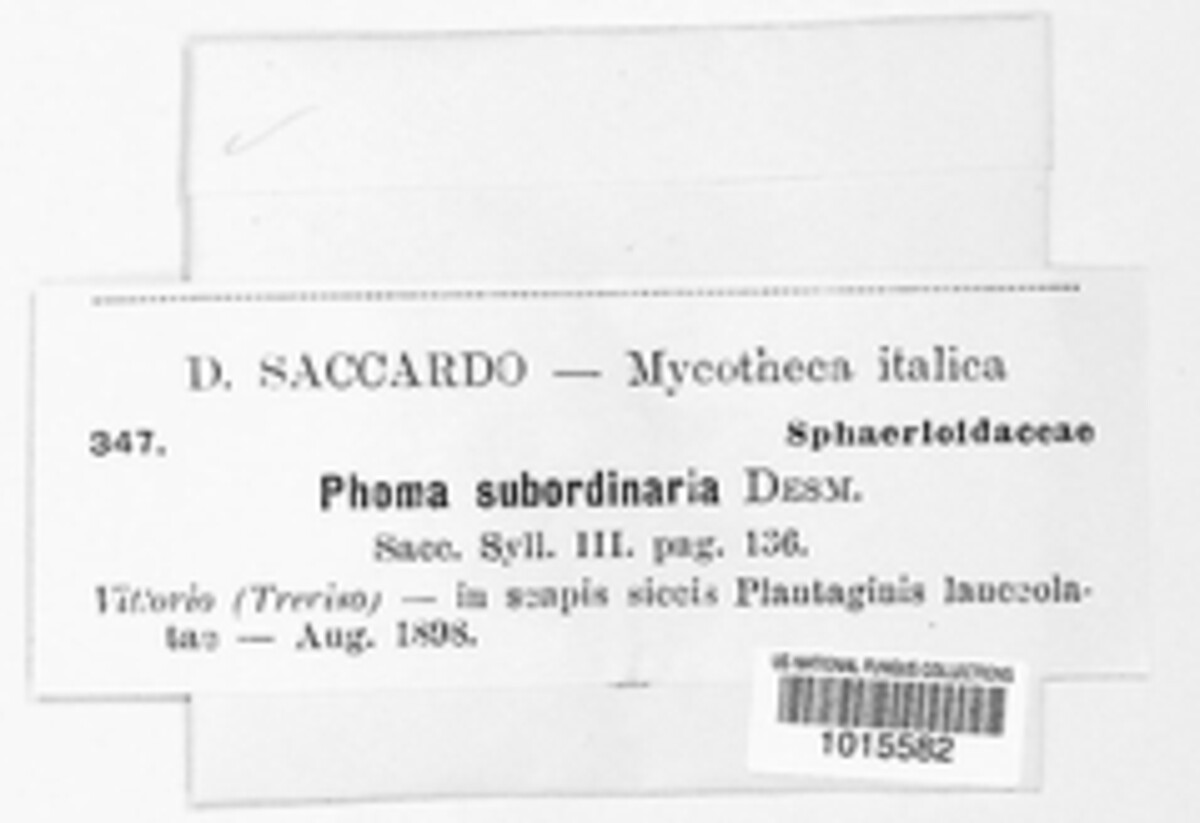 D. SACCARDO — Mycotheca italica
347.
Sphaerioidaceae
Phoma subordinaria DESM.
Sacc. Syll. III. pag. 136.
Vittorio (Treviso) — in scapis siccis Plantaginis lanceola-
tae — Aug. 1898.
US NATIONAL FUNGUS COLLECTIONS
1015582